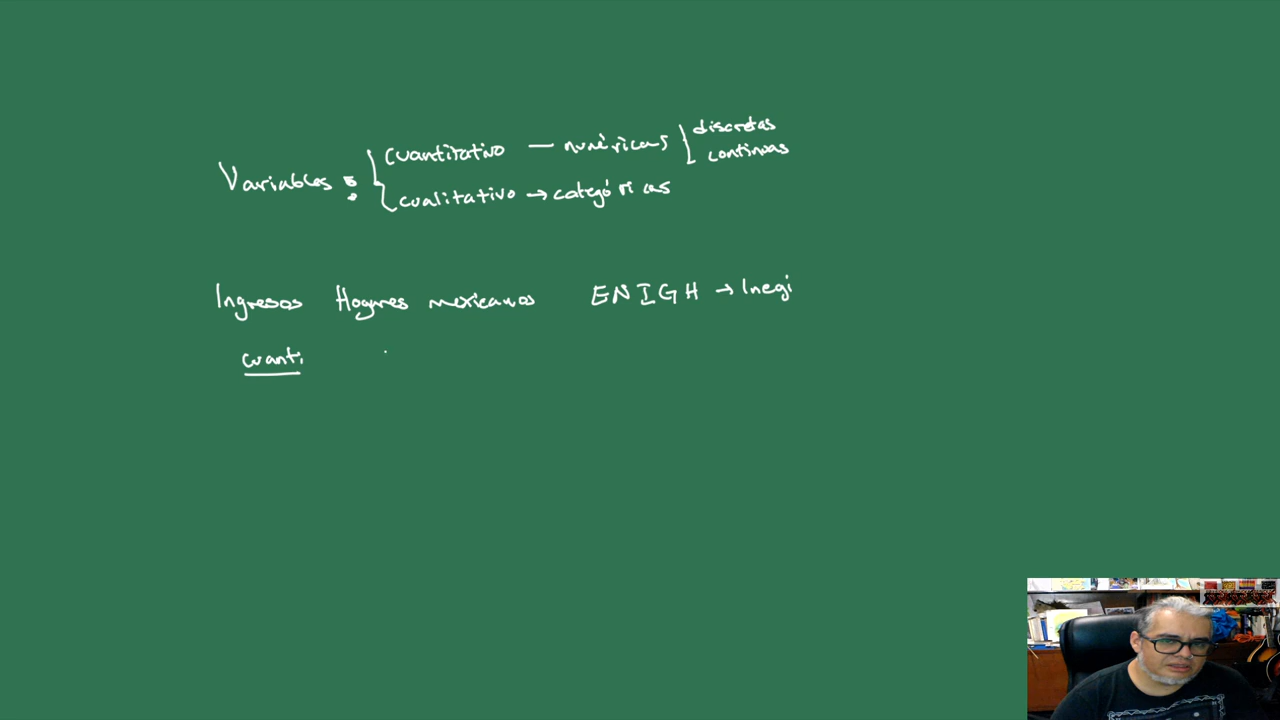 Variables : cuantitativo — numéricas discretas
continuas
cualitativo → categóricas
Ingresos Hogares mexicanos ENIGH → Inegi
cuanti